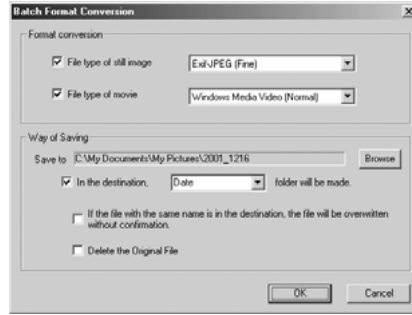 Batch Format Conversion
Format conversion
File type of still image
Exif-JPEG (Fine)
File type of movie
Windows Media Video (Normal)
Way of Saving
Save to C:\My Documents\My Pictures\2001_1216 Browse
In the destination, Date folder will be made.
If the file with the same name is in the destination, the file will be overwritten
without confirmation.
Delete the Original File
OK Cancel